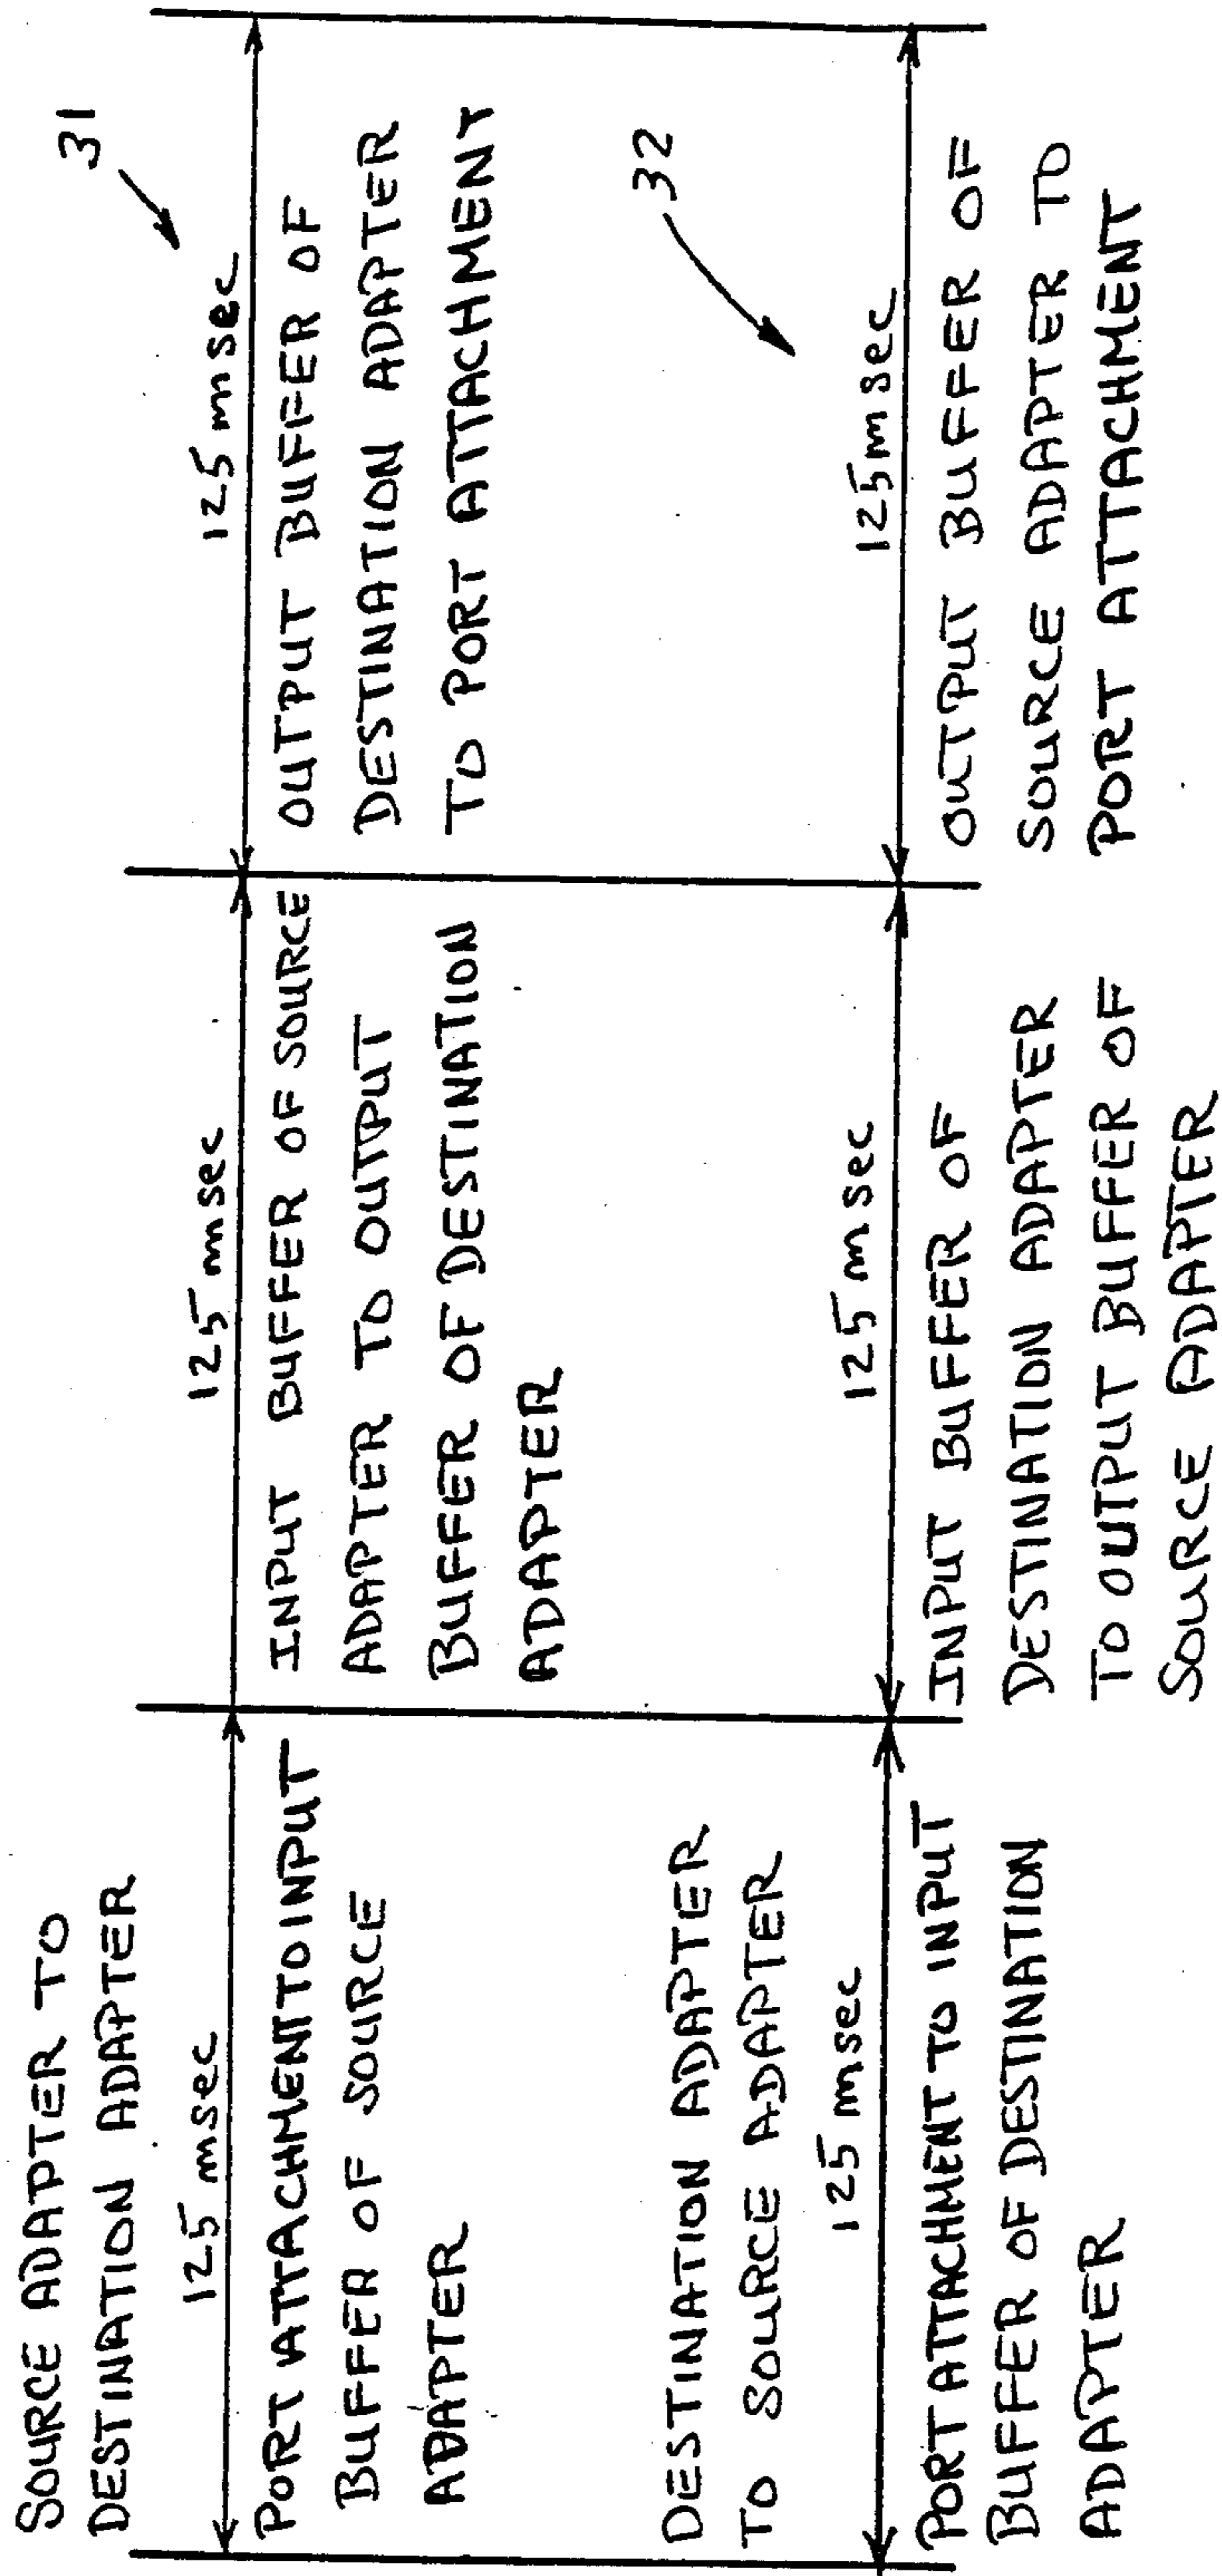 SOURCE ADAPTER TO
DESTINATION ADAPTER
31
125 msec
125 msec
125 msec
PORT ATTACHMENT TO INPUT
BUFFER OF SOURCE
ADAPTER
INPUT BUFFER OF SOURCE
ADAPTER TO OUTPUT
BUFFER OF DESTINATION
ADAPTER
OUTPUT BUFFER OF
DESTINATION ADAPTER
TO PORT ATTACHMENT
DESTINATION ADAPTER
TO SOURCE ADAPTER
32
125 msec
125 msec
125 msec
PORT ATTACHMENT TO INPUT
BUFFER OF DESTINATION
ADAPTER
INPUT BUFFER OF
DESTINATION ADAPTER
TO OUTPUT BUFFER OF
SOURCE ADAPTER
OUTPUT BUFFER OF
SOURCE ADAPTER TO
PORT ATTACHMENT